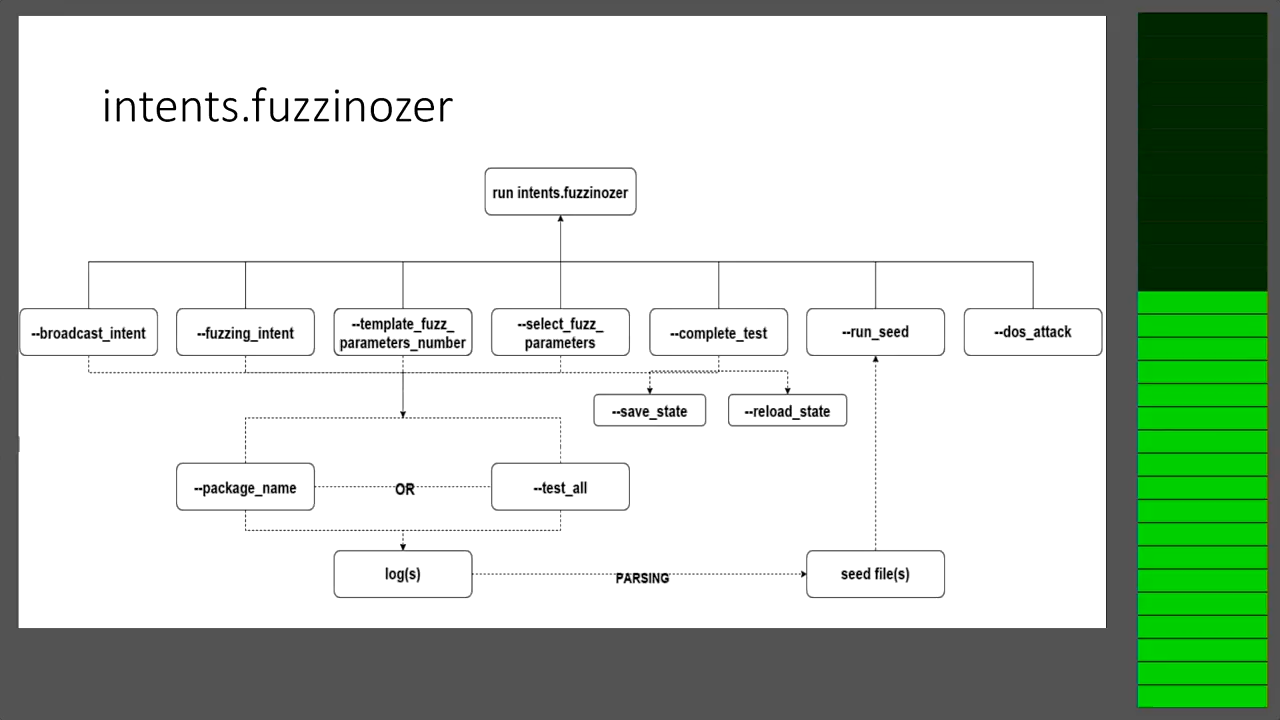 intents.fuzzinozer
run intents.fuzzinozer
--broadcast_intent
--fuzzing_intent
--template_fuzz_
parameters_number
--select_fuzz_
parameters
--complete_test
--run_seed
--dos_attack
--save_state
--reload_state
--package_name
OR
--test_all
log(s)
PARSING
seed file(s)